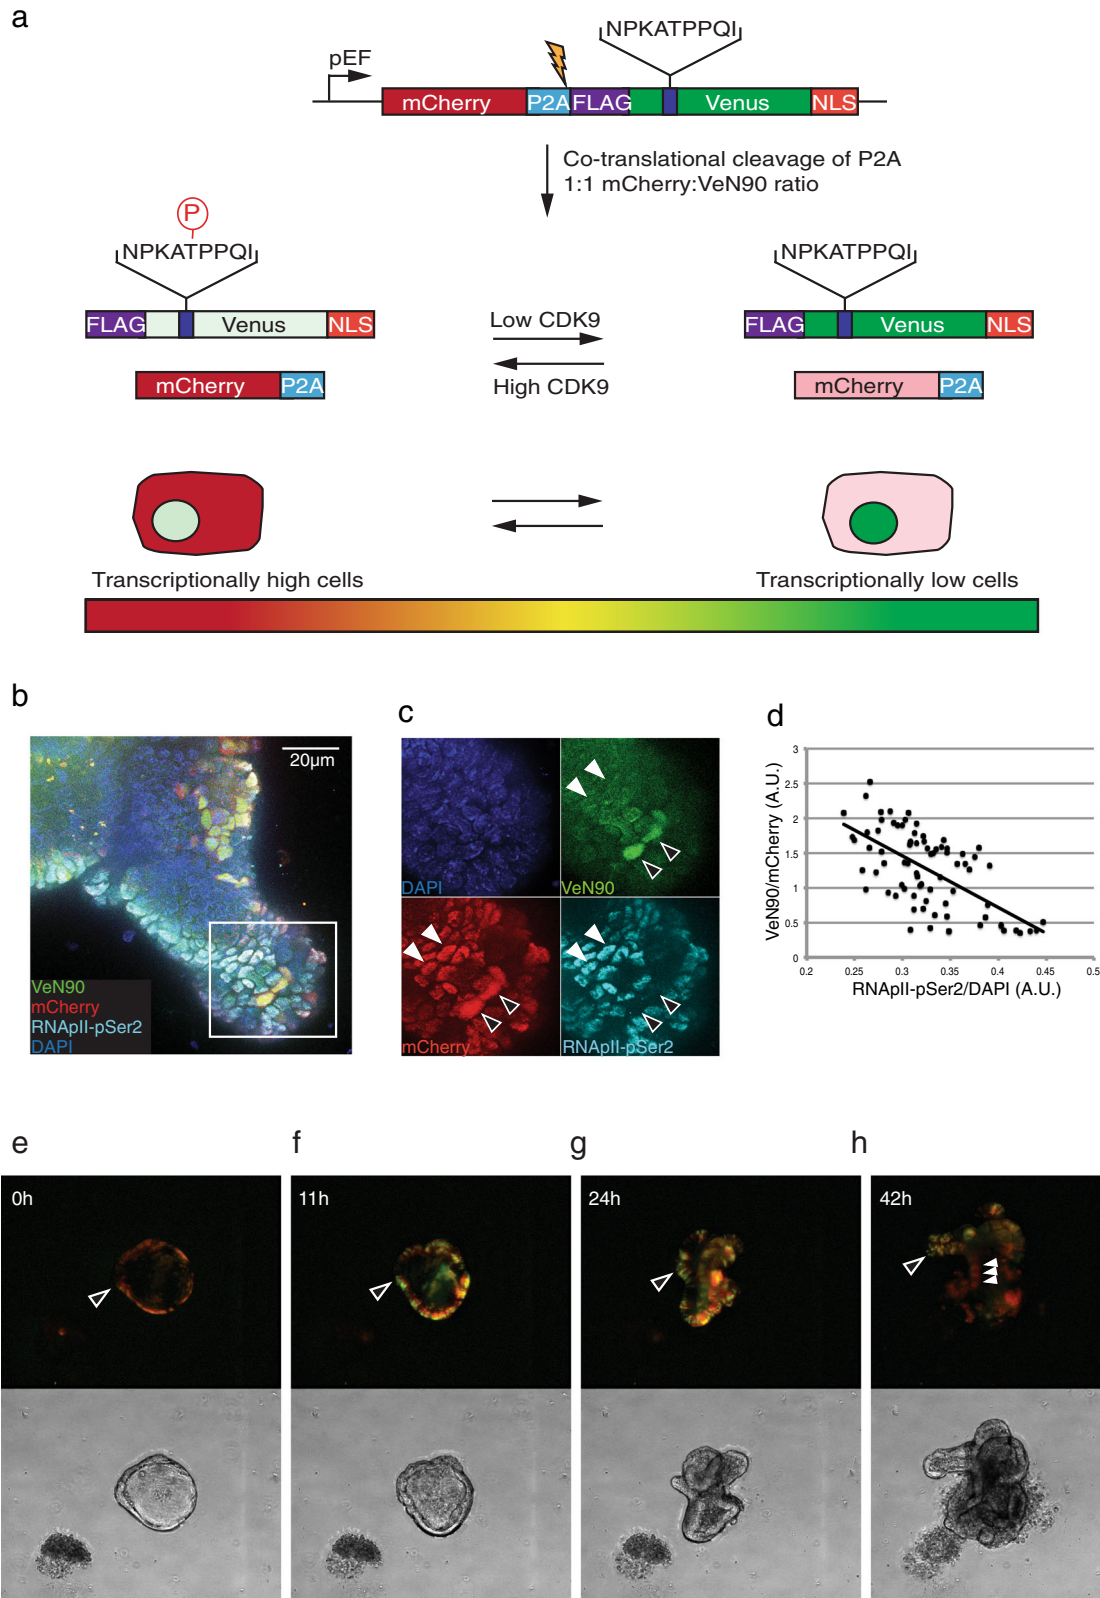 a
NPKATPPQI
pEF
mCherry P2A FLAG Venus NLS
Co-translational cleavage of P2A
1:1 mCherry:VeN90 ratio
P
NPKATPPQI
NPKATPPQI
FLAG Venus NLS
Low CDK9
FLAG Venus NLS
mCherry P2A
High CDK9
mCherry P2A
Transcriptionally high cells
Transcriptionally low cells
b
20µm
VeN90
mCherry
RNApII-pSer2
DAPI
c
DAPI
VeN90
mCherry
RNApII-pSer2
d
VeN90/mCherry (A.U.)
3
2.5
2
1.5
1
0.5
0
0.2 0.25 0.3 0.35 0.4 0.45 0.5
RNApII-pSer2/DAPI (A.U.)
e
0h
f
11h
g
24h
h
42h